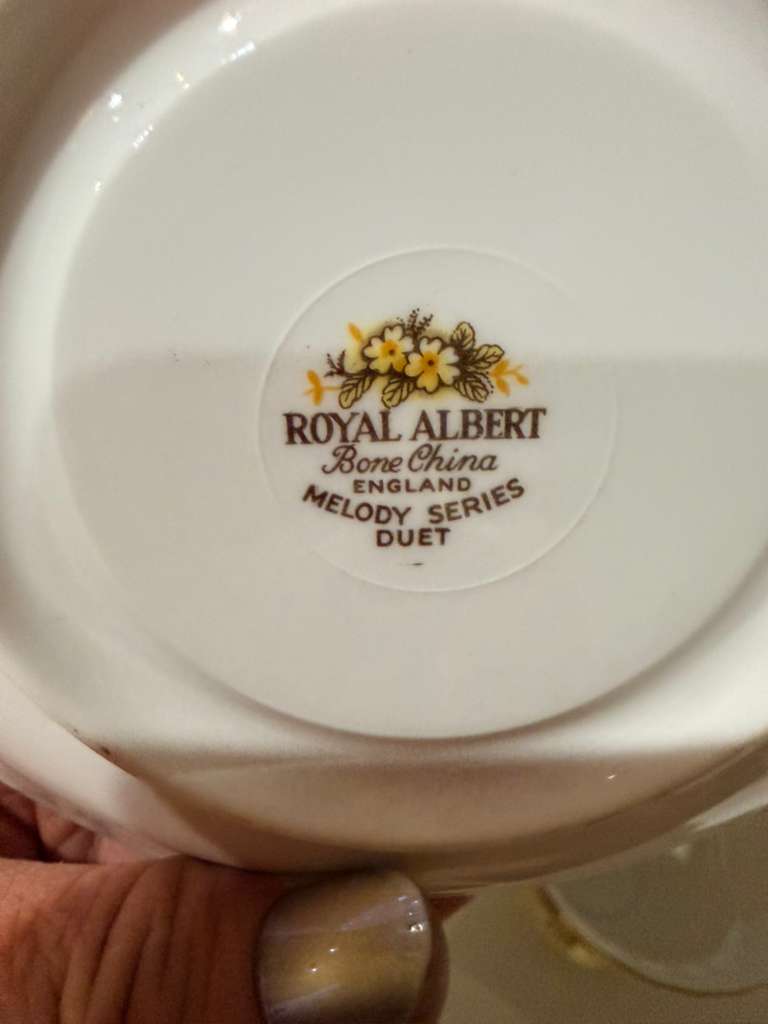 ROYAL ALBERT
Bone China
ENGLAND
MELODY SERIES
DUET